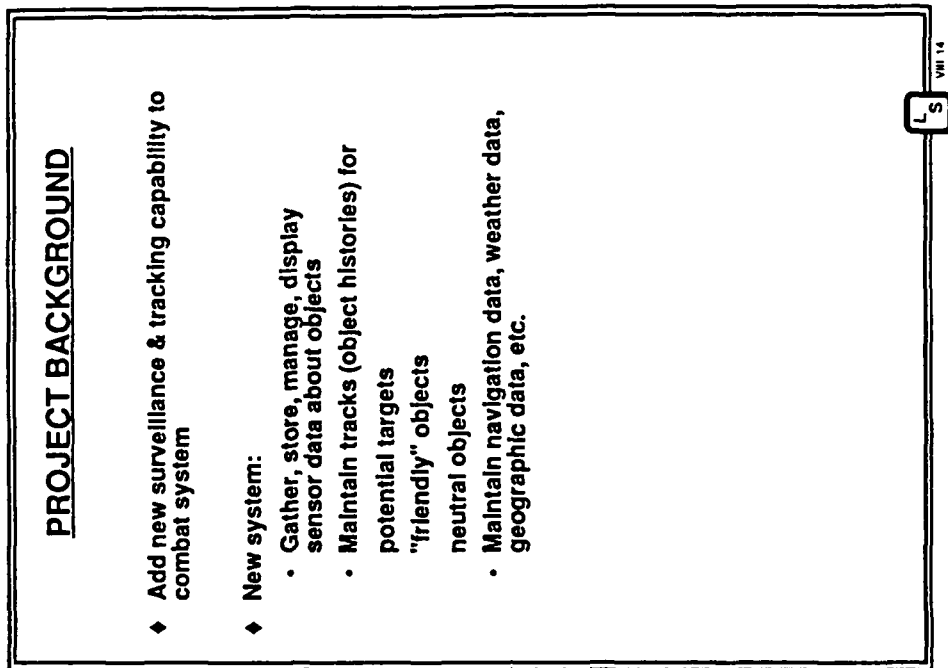 PROJECT BACKGROUND
♦ Add new surveillance & tracking capability to
combat system
♦ New system:
• Gather, store, manage, display
sensor data about objects
• Maintain tracks (object histories) for
potential targets
"friendly" objects
neutral objects
• Maintain navigation data, weather data,
geographic data, etc.
L
S
VMI 14